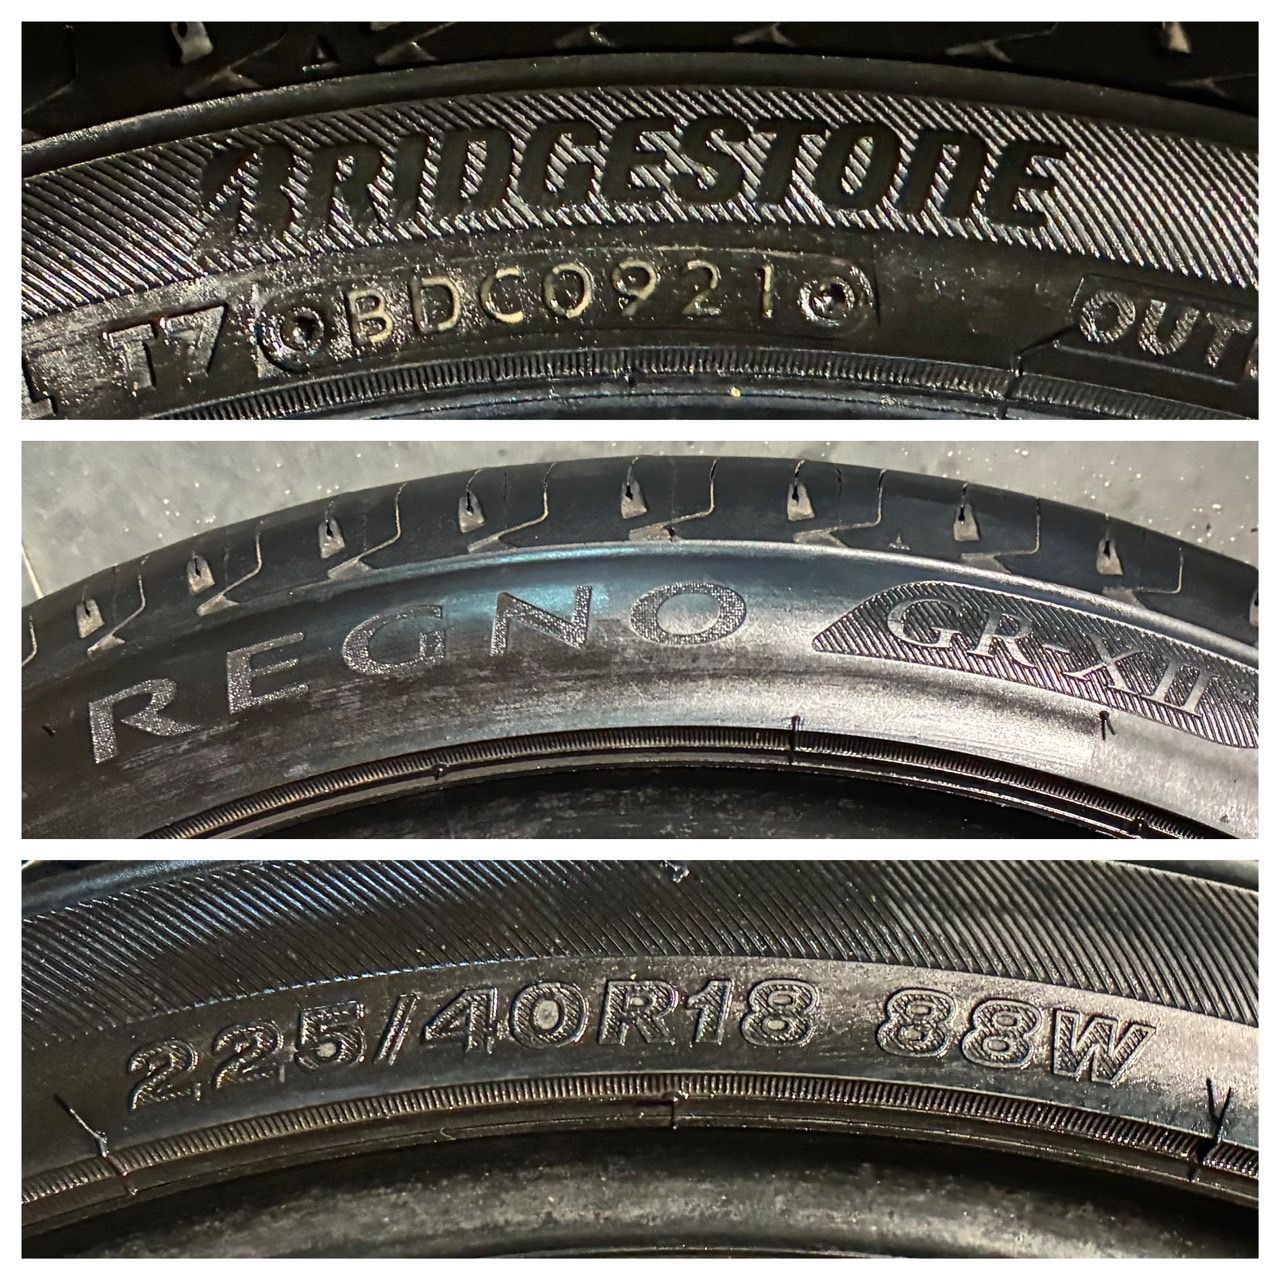 BRIDGESTONE
T7 BDC0921 OUT
REGNO GR-XII
225/40R18 88W